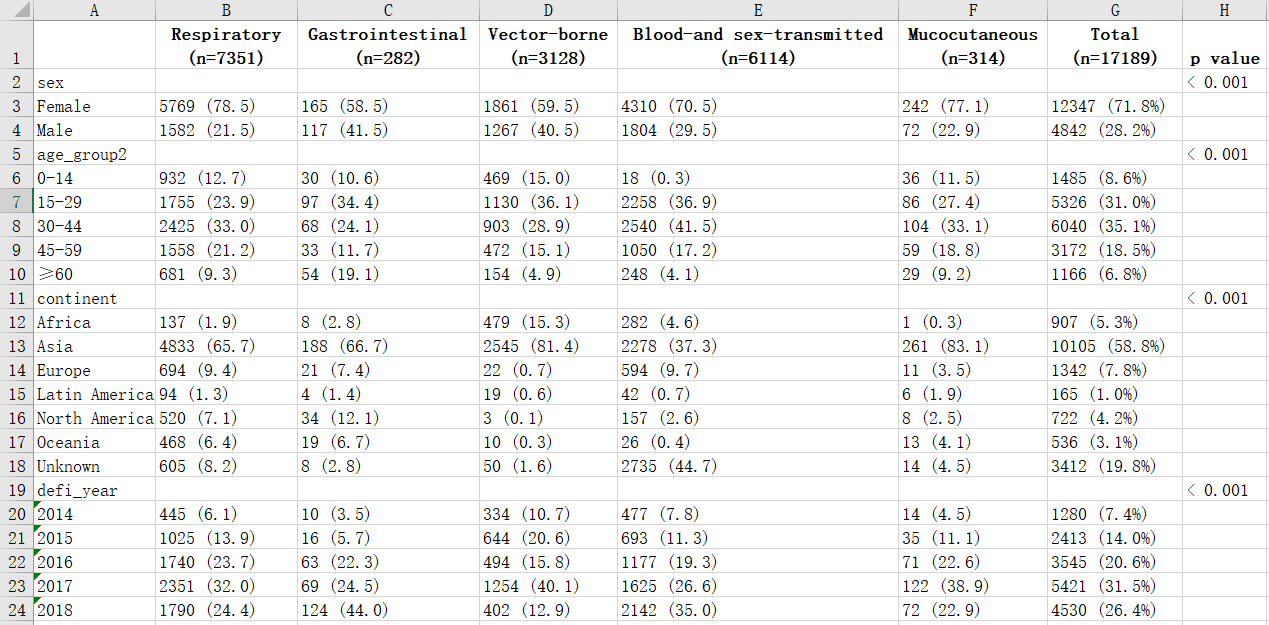 A B C D E F G H
Respiratory Gastrointestinal Vector-borne Blood-and sex-transmitted Mucocutaneous Total
1 (n=7351) (n=282) (n=3128) (n=6114) (n=314) (n=17189) p value
2 sex < 0.001
3 Female 5769 (78.5) 165 (58.5) 1861 (59.5) 4310 (70.5) 242 (77.1) 12347 (71.8%)
4 Male 1582 (21.5) 117 (41.5) 1267 (40.5) 1804 (29.5) 72 (22.9) 4842 (28.2%)
5 age_group2 < 0.001
6 0-14 932 (12.7) 30 (10.6) 469 (15.0) 18 (0.3) 36 (11.5) 1485 (8.6%)
7 15-29 1755 (23.9) 97 (34.4) 1130 (36.1) 2258 (36.9) 86 (27.4) 5326 (31.0%)
8 30-44 2425 (33.0) 68 (24.1) 903 (28.9) 2540 (41.5) 104 (33.1) 6040 (35.1%)
9 45-59 1558 (21.2) 33 (11.7) 472 (15.1) 1050 (17.2) 59 (18.8) 3172 (18.5%)
10 ≥60 681 (9.3) 54 (19.1) 154 (4.9) 248 (4.1) 29 (9.2) 1166 (6.8%)
11 continent < 0.001
12 Africa 137 (1.9) 8 (2.8) 479 (15.3) 282 (4.6) 1 (0.3) 907 (5.3%)
13 Asia 4833 (65.7) 188 (66.7) 2545 (81.4) 2278 (37.3) 261 (83.1) 10105 (58.8%)
14 Europe 694 (9.4) 21 (7.4) 22 (0.7) 594 (9.7) 11 (3.5) 1342 (7.8%)
15 Latin America 94 (1.3) 4 (1.4) 19 (0.6) 42 (0.7) 6 (1.9) 165 (1.0%)
16 North America 520 (7.1) 34 (12.1) 3 (0.1) 157 (2.6) 8 (2.5) 722 (4.2%)
17 Oceania 468 (6.4) 19 (6.7) 10 (0.3) 26 (0.4) 13 (4.1) 536 (3.1%)
18 Unknown 605 (8.2) 8 (2.8) 50 (1.6) 2735 (44.7) 14 (4.5) 3412 (19.8%)
19 defi_year < 0.001
20 2014 445 (6.1) 10 (3.5) 334 (10.7) 477 (7.8) 14 (4.5) 1280 (7.4%)
21 2015 1025 (13.9) 16 (5.7) 644 (20.6) 693 (11.3) 35 (11.1) 2413 (14.0%)
22 2016 1740 (23.7) 63 (22.3) 494 (15.8) 1177 (19.3) 71 (22.6) 3545 (20.6%)
23 2017 2351 (32.0) 69 (24.5) 1254 (40.1) 1625 (26.6) 122 (38.9) 5421 (31.5%)
24 2018 1790 (24.4) 124 (44.0) 402 (12.9) 2142 (35.0) 72 (22.9) 4530 (26.4%)